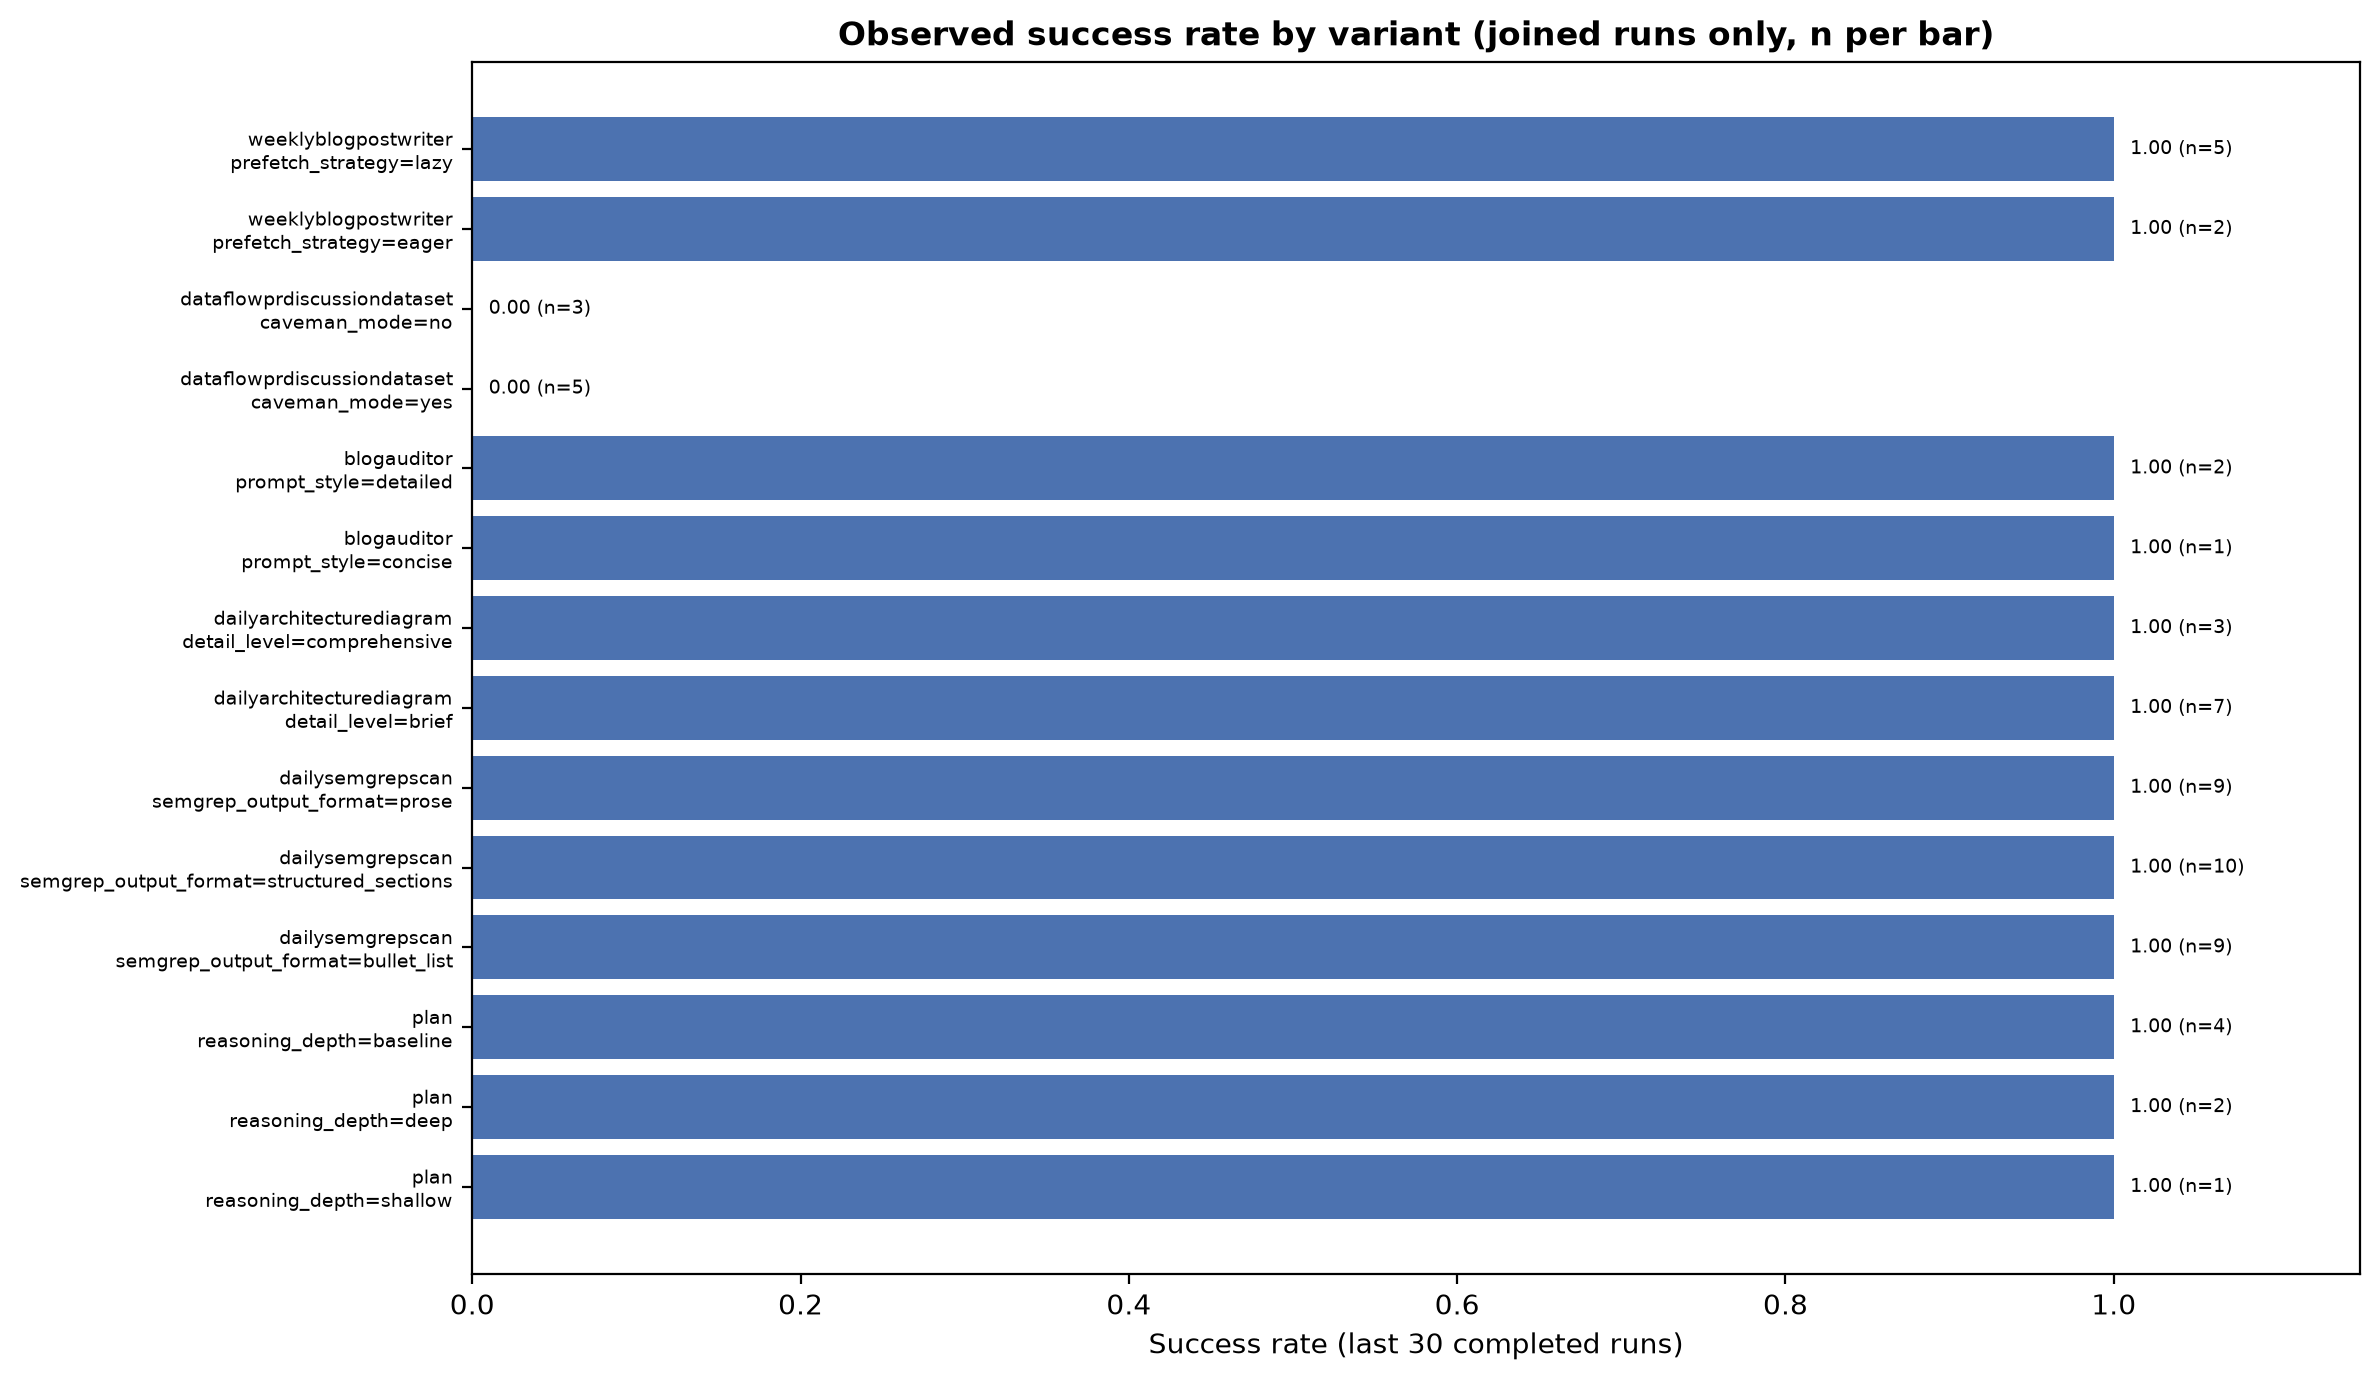 Observed success rate by variant (joined runs only, n per bar)
weeklyblogpostwriter
prefetch_strategy=lazy
1.00 (n=5)
weeklyblogpostwriter
prefetch_strategy=eager
1.00 (n=2)
dataflowprdiscussiondataset
caveman_mode=no
0.00 (n=3)
dataflowprdiscussiondataset
caveman_mode=yes
0.00 (n=5)
blogauditor
prompt_style=detailed
1.00 (n=2)
blogauditor
prompt_style=concise
1.00 (n=1)
dailyarchitecturediagram
detail_level=comprehensive
1.00 (n=3)
dailyarchitecturediagram
detail_level=brief
1.00 (n=7)
dailysemgrepscan
semgrep_output_format=prose
1.00 (n=9)
dailysemgrepscan
semgrep_output_format=structured_sections
1.00 (n=10)
dailysemgrepscan
semgrep_output_format=bullet_list
1.00 (n=9)
plan
reasoning_depth=baseline
1.00 (n=4)
plan
reasoning_depth=deep
1.00 (n=2)
plan
reasoning_depth=shallow
1.00 (n=1)
0.0 0.2 0.4 0.6 0.8 1.0
Success rate (last 30 completed runs)